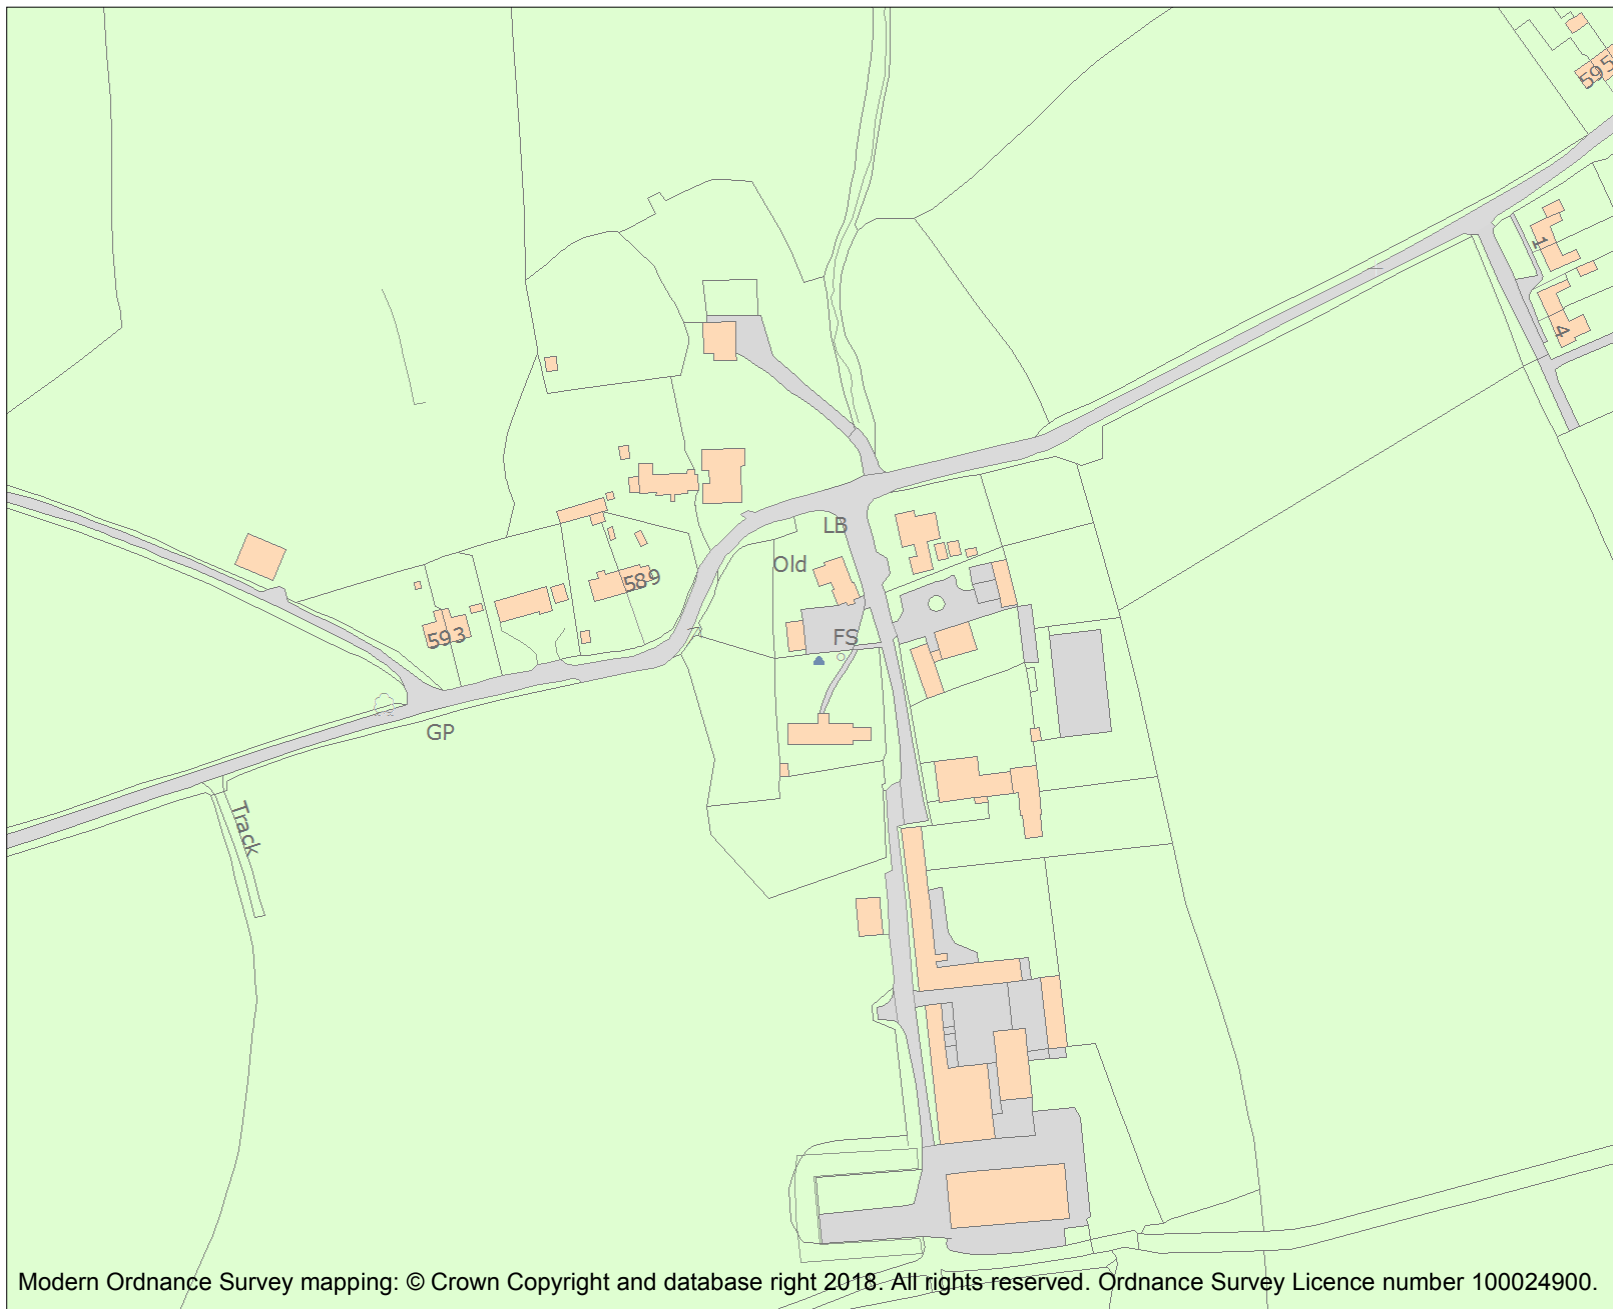 595
1
4
LB
Old
589
FS
593
GP
Track
Modern Ordnance Survey mapping: © Crown Copyright and database right 2018. All rights reserved. Ordnance Survey Licence number 100024900.